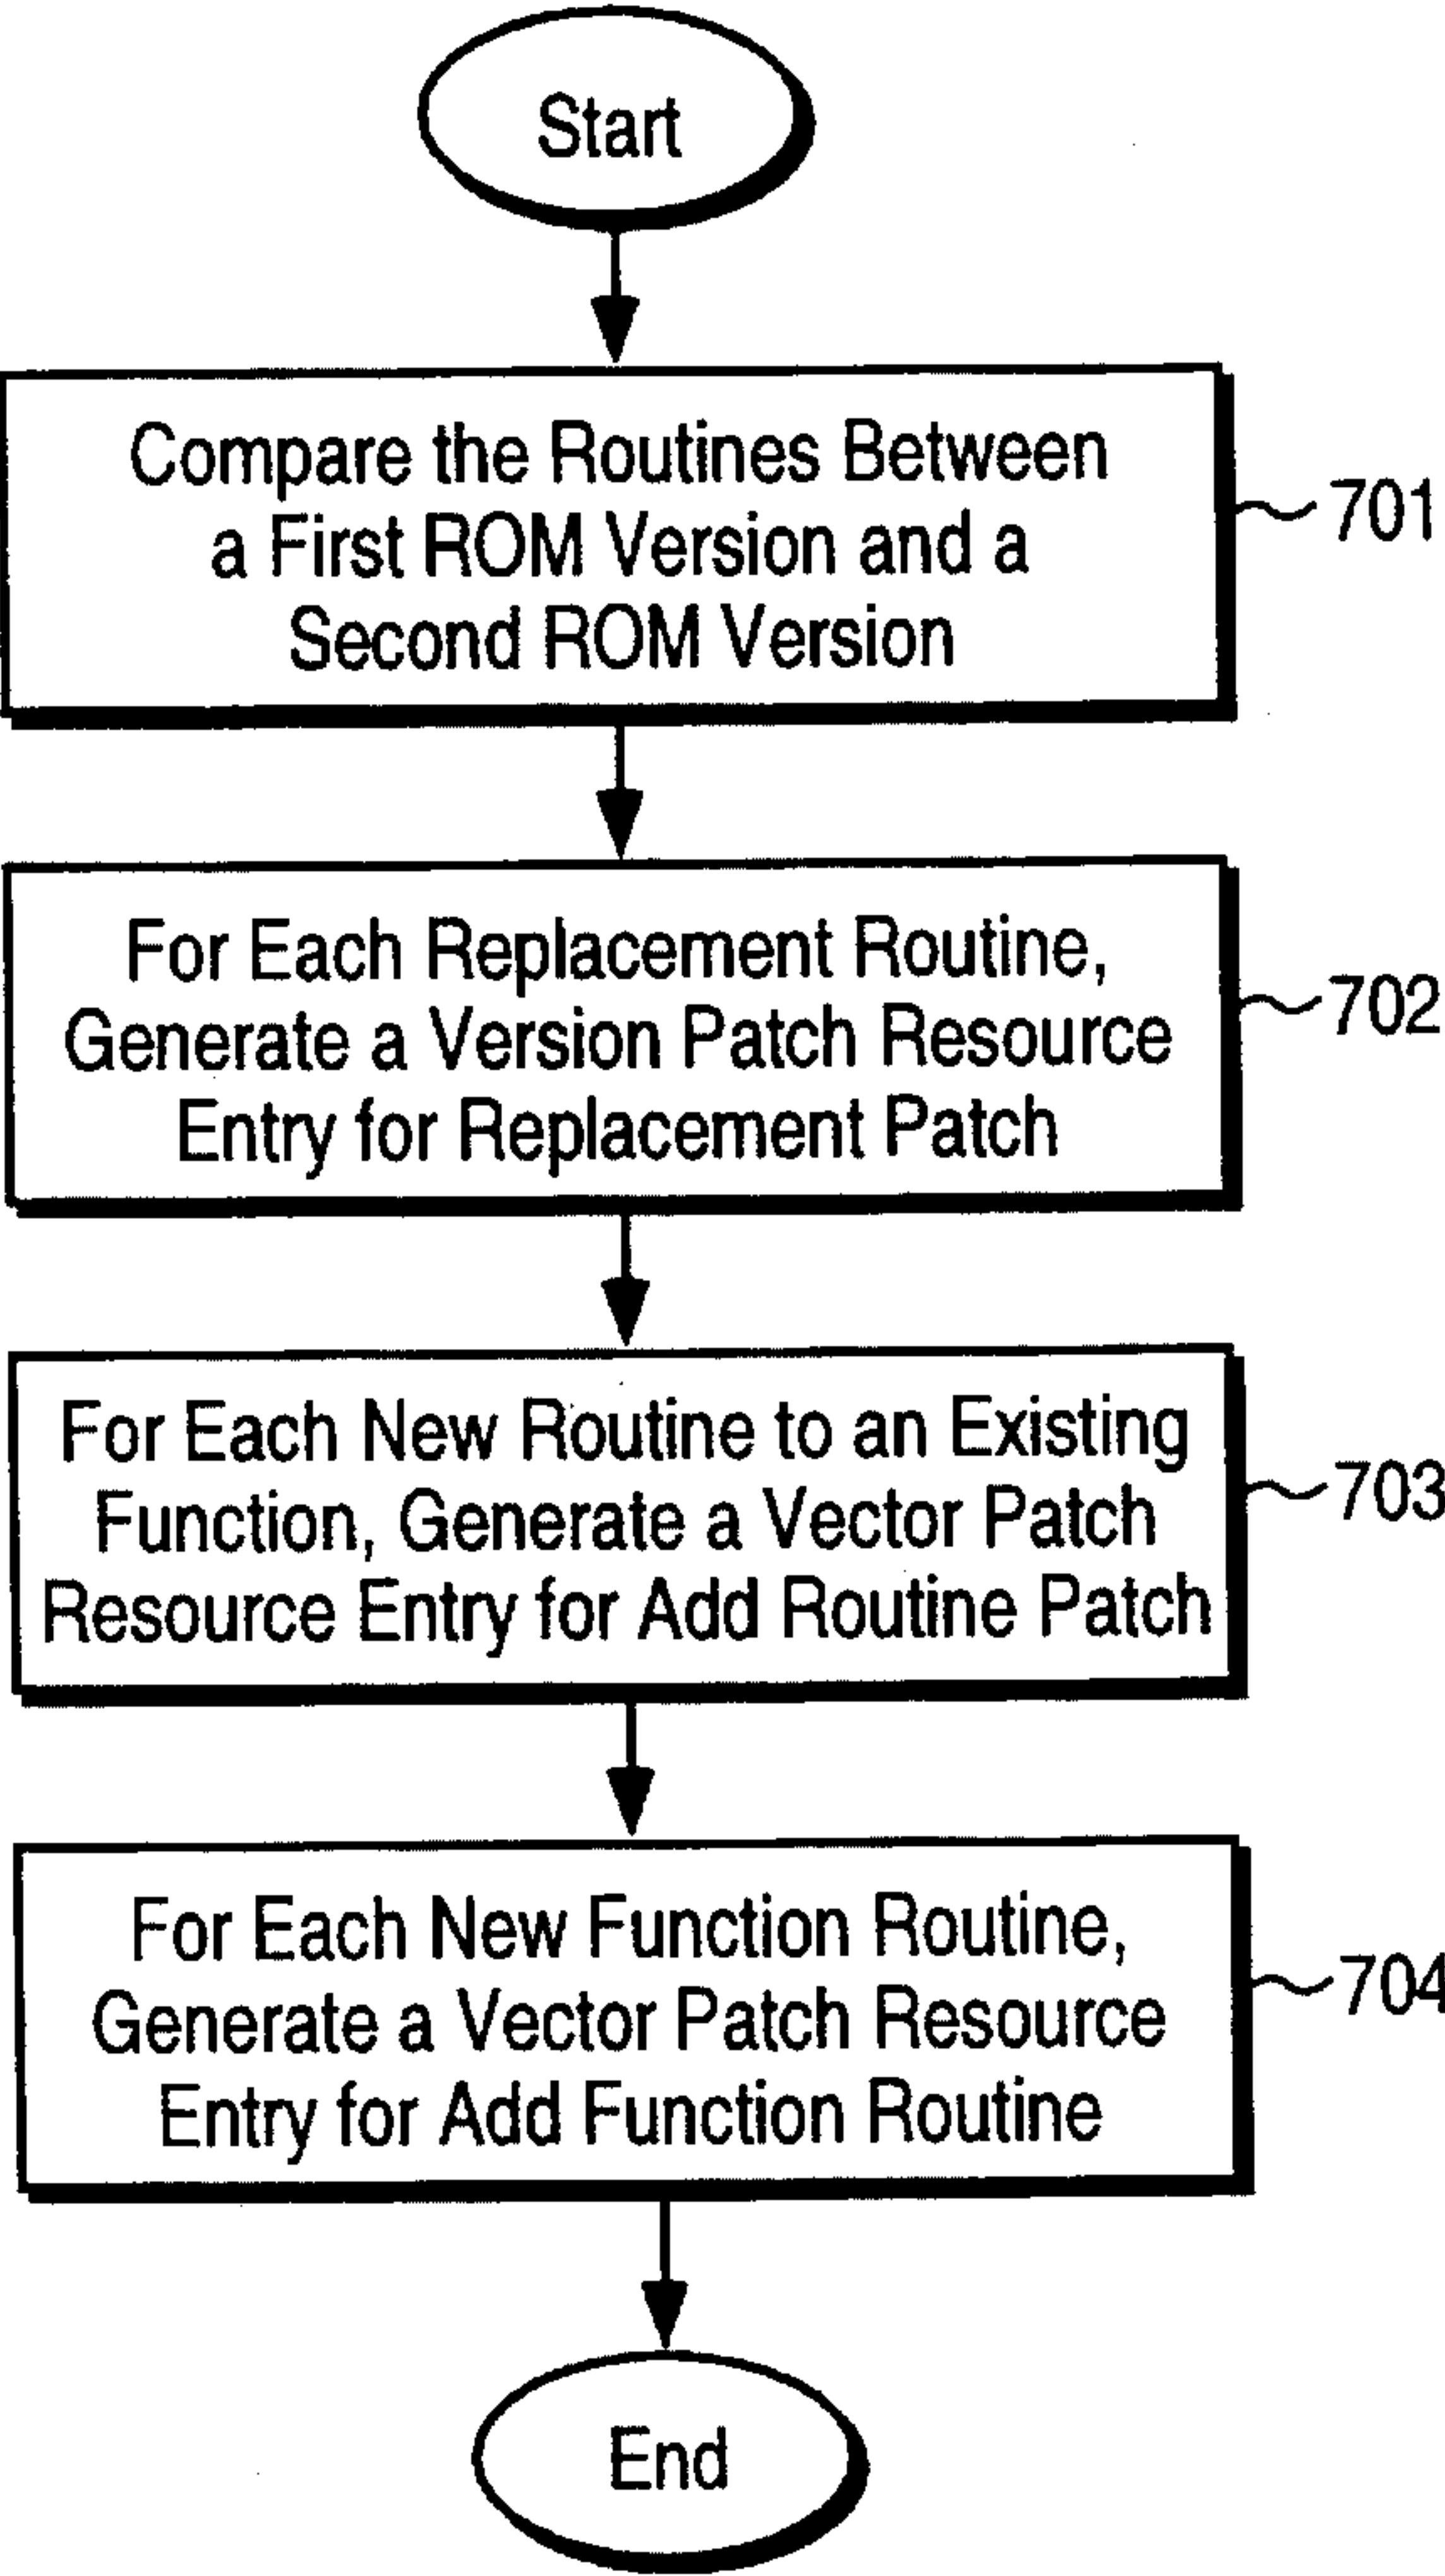 Start
Compare the Routines Between
a First ROM Version and a
Second ROM Version
701
For Each Replacement Routine,
Generate a Version Patch Resource
Entry for Replacement Patch
702
For Each New Routine to an Existing
Function, Generate a Vector Patch
Resource Entry for Add Routine Patch
703
For Each New Function Routine,
Generate a Vector Patch Resource
Entry for Add Function Routine
704
End